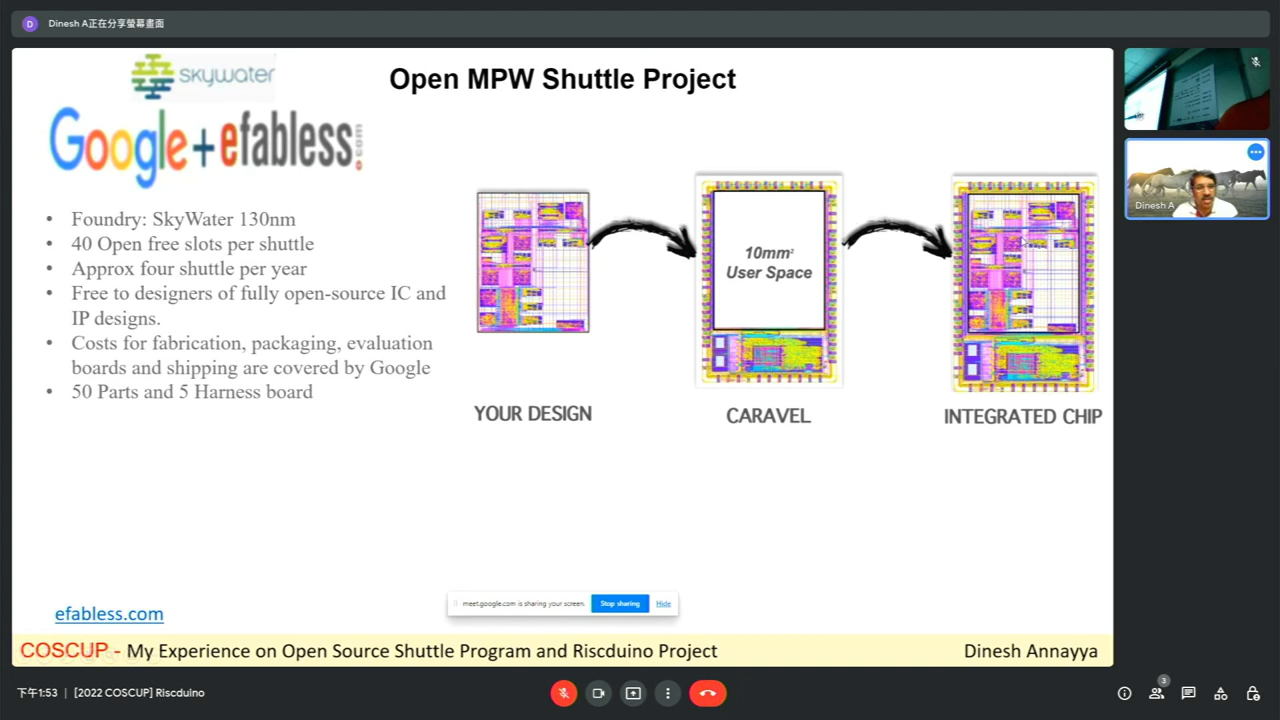 D
Dinesh A正在分享螢幕畫面
skywater
Open MPW Shuttle Project
Google+efabless.com
• Foundry: SkyWater 130nm
• 40 Open free slots per shuttle
• Approx four shuttle per year
• Free to designers of fully open-source IC and
IP designs.
• Costs for fabrication, packaging, evaluation
boards and shipping are covered by Google
• 50 Parts and 5 Harness board
10mm²
User Space
YOUR DESIGN
CARAVEL
INTEGRATED CHIP
Dinesh A
meet.google.com is sharing your screen.
Stop sharing
Hide
efabless.com
COSCUP - My Experience on Open Source Shuttle Program and Riscduino Project
Dinesh Annayya
下午1:53 | [2022 COSCUP] Riscduino
3